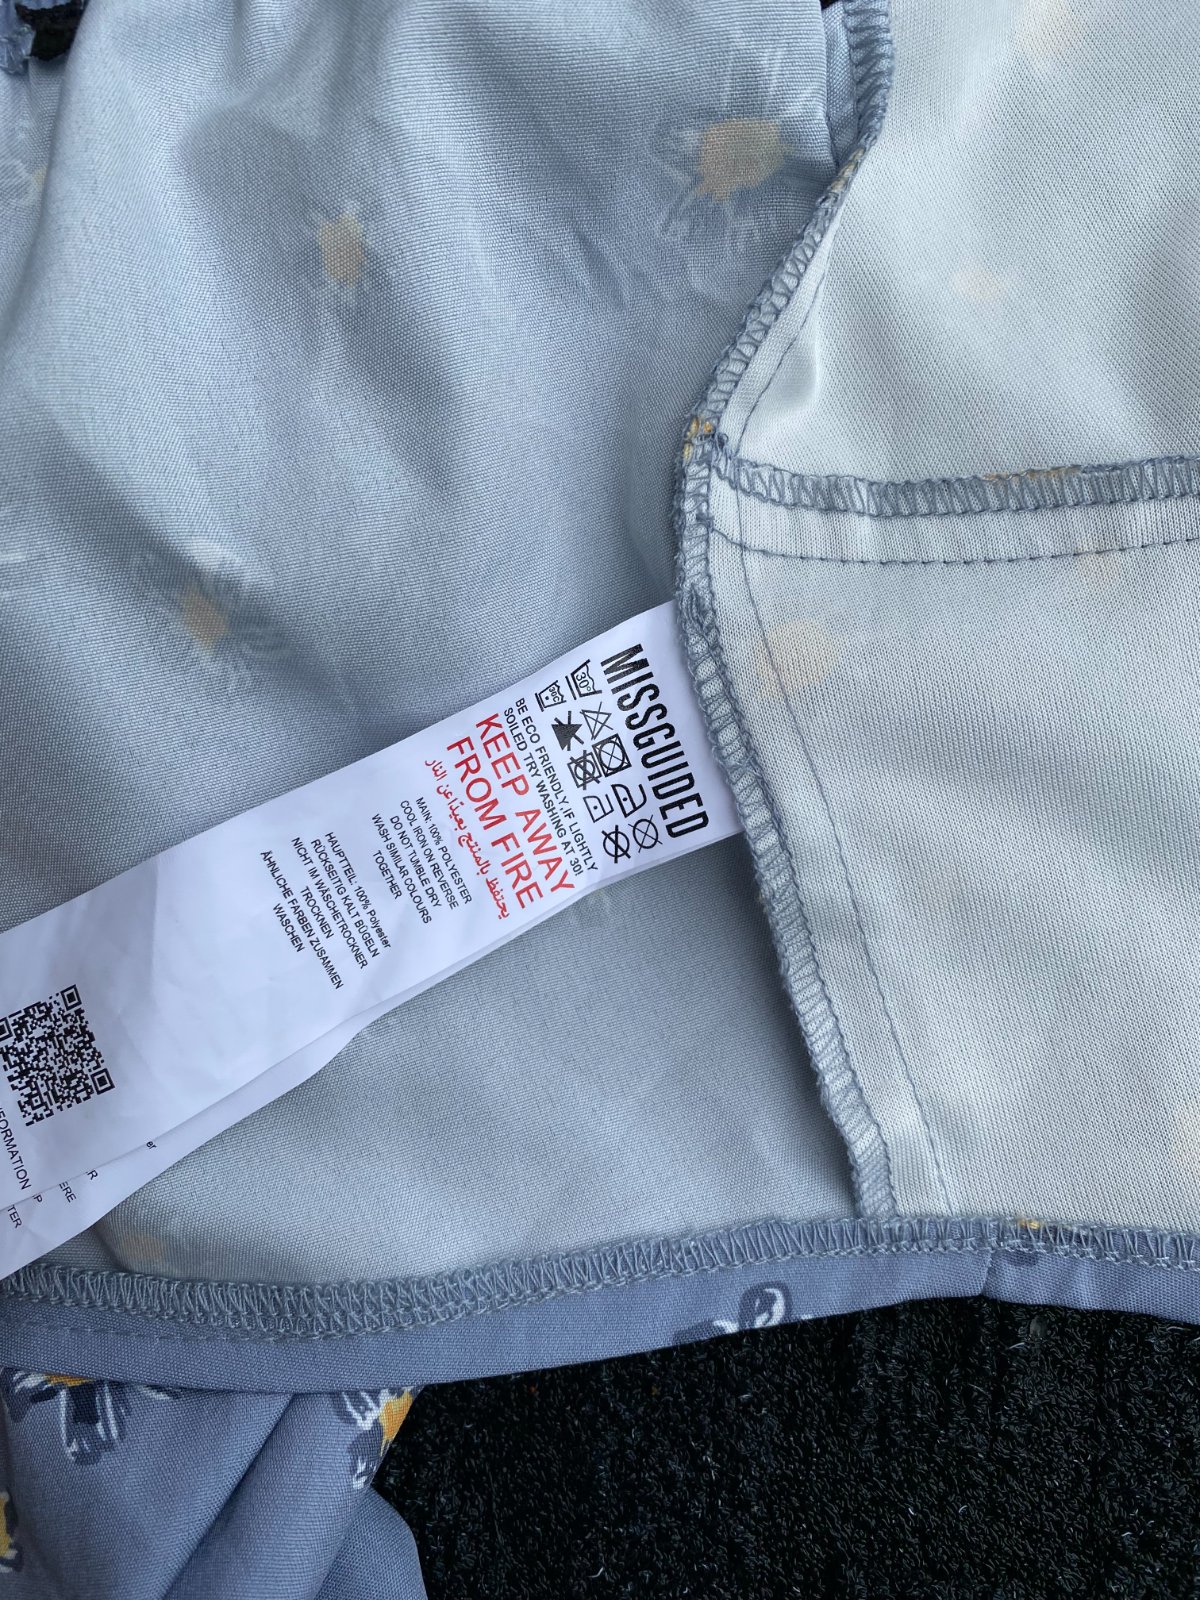 MISSGUIDED
30°
30C
BE ECO FRIENDLY.IF LIGHTLY
SOILED TRY WASHING AT 30!
KEEP AWAY
FROM FIRE
يحتفظ بالمنتج بعيدًا عن النار
MAIN: 100% POLYESTER
COOL IRON ON REVERSE
DO NOT TUMBLE DRY
WASH SIMILAR COLOURS
TOGETHER
HAUPTTEIL: 100% Polyester
RÜCKSEITIG KALT BÜGELN
NICHT IM WÄSCHETROCKNER
TROCKNEN
ÄHNLICHE FARBEN ZUSAMMEN
WASCHEN